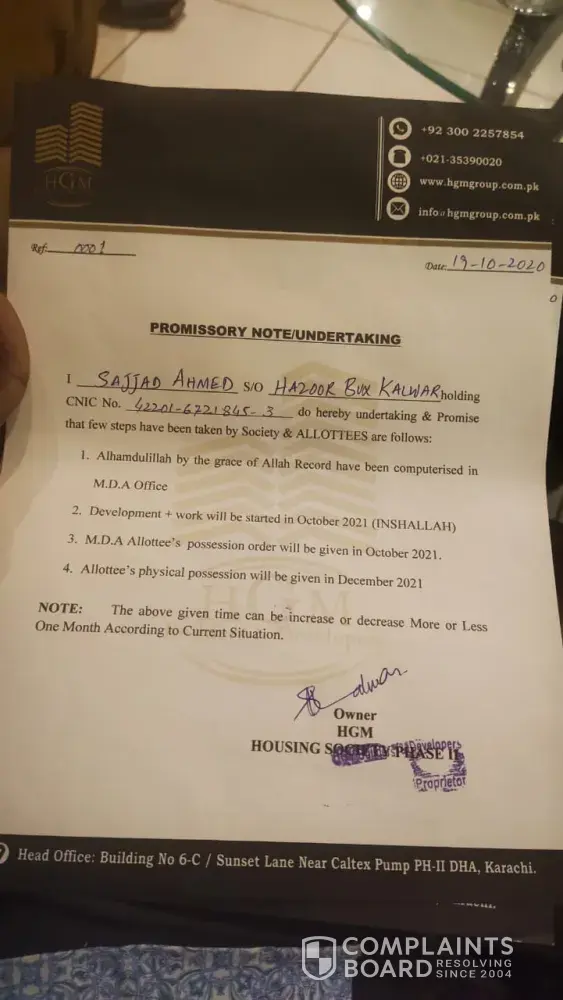 HGM
+92 300 2257854
+021-35390020
www.hgmgroup.com.pk
info@hgmgroup.com.pk
Ref: 0001
Date: 19-10-2020
PROMISSORY NOTE/UNDERTAKING
I SAJJAD AHMED S/O HAZOOR BUX KALWAR holding
CNIC No. 42201-6721845-3 do hereby undertaking & Promise
that few steps have been taken by Society & ALLOTTEES are follows:
1. Alhamdulillah by the grace of Allah Record have been computerised in
M.D.A Office
2. Development + work will be started in October 2021 (INSHALLAH)
3. M.D.A Allottee's possession order will be given in October 2021.
4. Allottee's physical possession will be given in December 2021
NOTE: The above given time can be increase or decrease More or Less
One Month According to Current Situation.
HGM
Owner
HGM
HOUSING SOCIETY PHASE II
Developers
Proprietor
Head Office: Building No 6-C / Sunset Lane Near Caltex Pump PH-II DHA, Karachi.
COMPLAINTS
BOARD RESOLVING
SINCE 2004